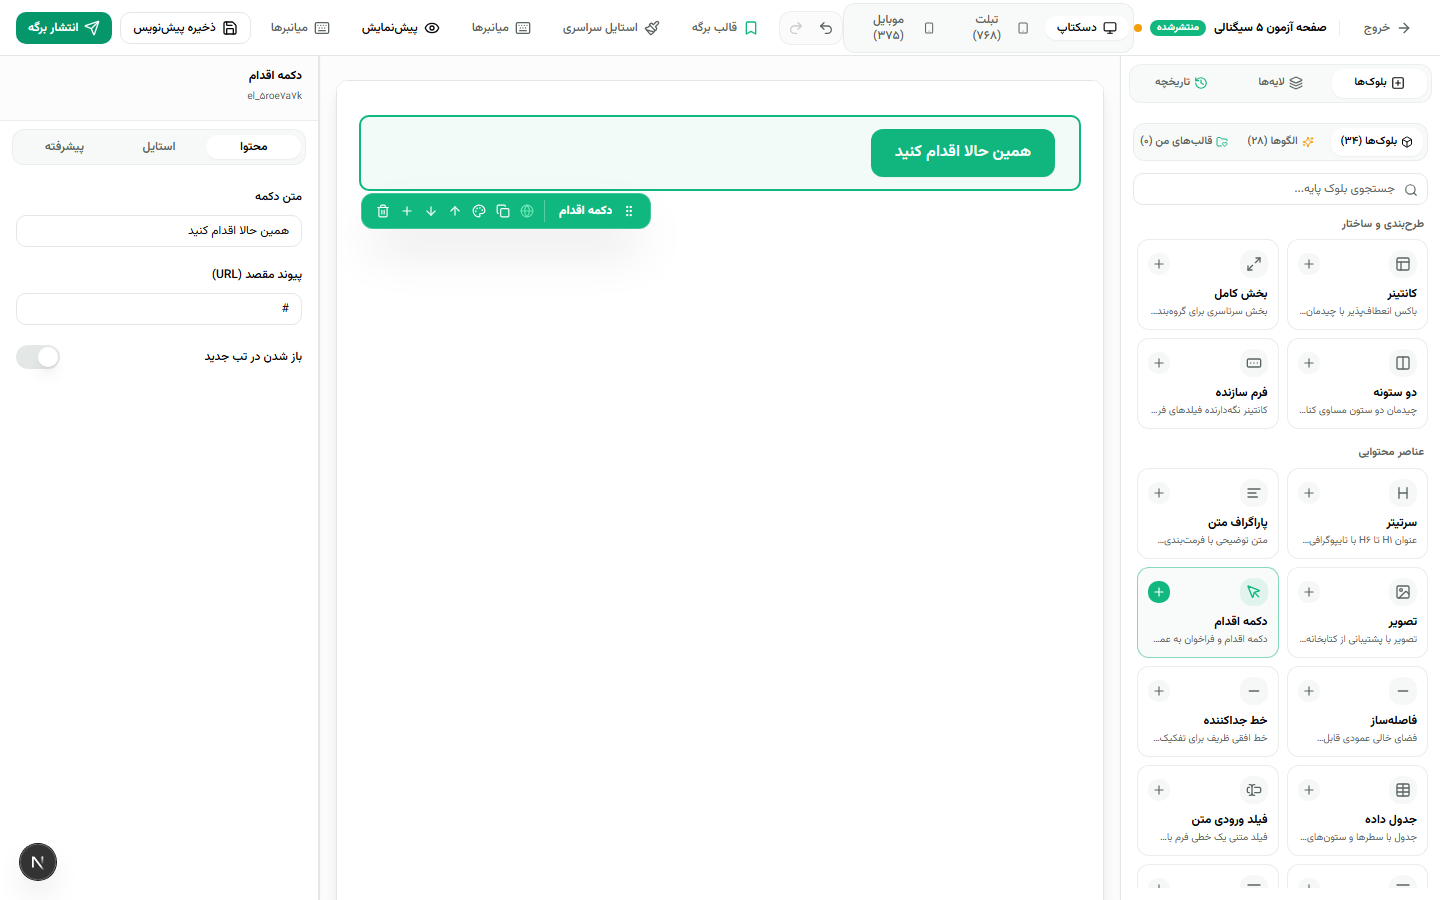 خروج
صفحه آزمون ۵ سیگنالی
منتشرشده
دسکتاپ
تبلت
(۷۶۸)
موبایل
(۳۷۵)
قالب برگه
استایل سراسری
میانبرها
پیش‌نمایش
میانبرها
ذخیره پیش‌نویس
انتشار برگه
بلوک‌ها
لایه‌ها
تاریخچه
بلوک‌ها (۳۴)
الگوها (۲۸)
قالب‌های من (۰)
جستجوی بلوک پایه...
طرح‌بندی و ساختار
کانتینر
باکس انعطاف‌پذیر با چیدمان...
بخش کامل
بخش سرتاسری برای گروه‌بند...
دو ستونه
چیدمان دو ستون مساوی کنا...
فرم سازنده
کانتینر نگه‌دارنده فیلدهای فر...
عناصر محتوایی
سرتیتر
عنوان H۱ تا H۶ با تایپوگرافی...
پاراگراف متن
متن توضیحی با فرمت‌بندی...
تصویر
تصویر با پشتیبانی از کتابخانه...
دکمه اقدام
دکمه اقدام و فراخوان به عمـ...
فاصله‌ساز
فضای خالی عمودی قابل...
خط جداکننده
خط افقی ظریف برای تفکیک...
جدول داده
جدول با سطرها و ستون‌های...
فیلد ورودی متن
فیلد متنی یک خطی فرم با...
همین حالا اقدام کنید
دکمه اقدام
دکمه اقدام
el_۵roe۷a۷k
محتوا
استایل
پیشرفته
متن دکمه
همین حالا اقدام کنید
پیوند مقصد (URL)
#
باز شدن در تب جدید
N